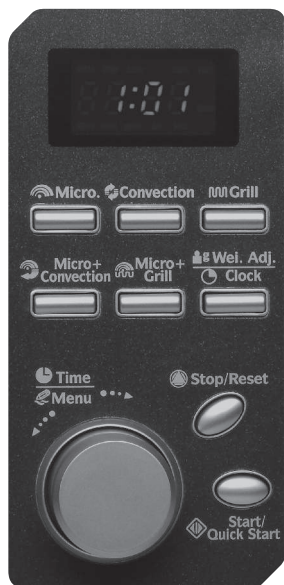 1:01
Micro. Convection Grill
Micro+ Convection Micro+ Grill Wei. Adj. Clock
Time
Menu
Stop/Reset
Start/
Quick Start